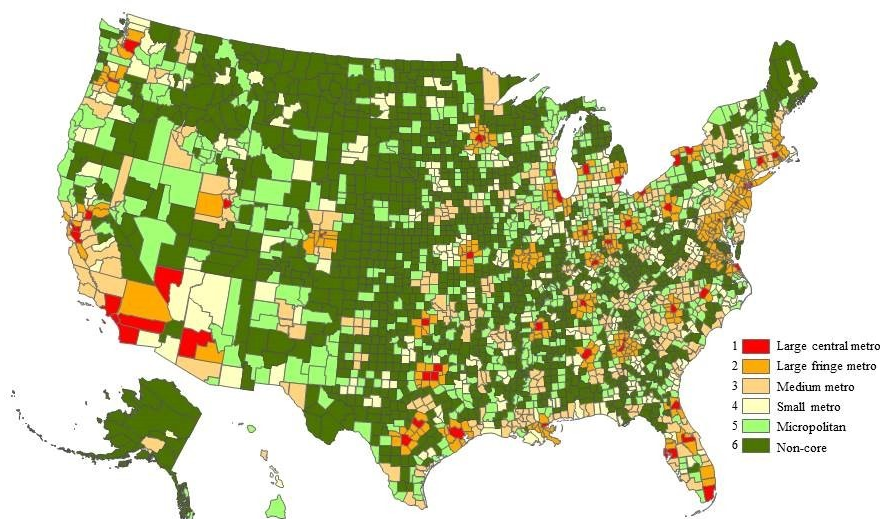 1 Large central metro
2 Large fringe metro
3 Medium metro
4 Small metro
5 Micropolitan
6 Non-core